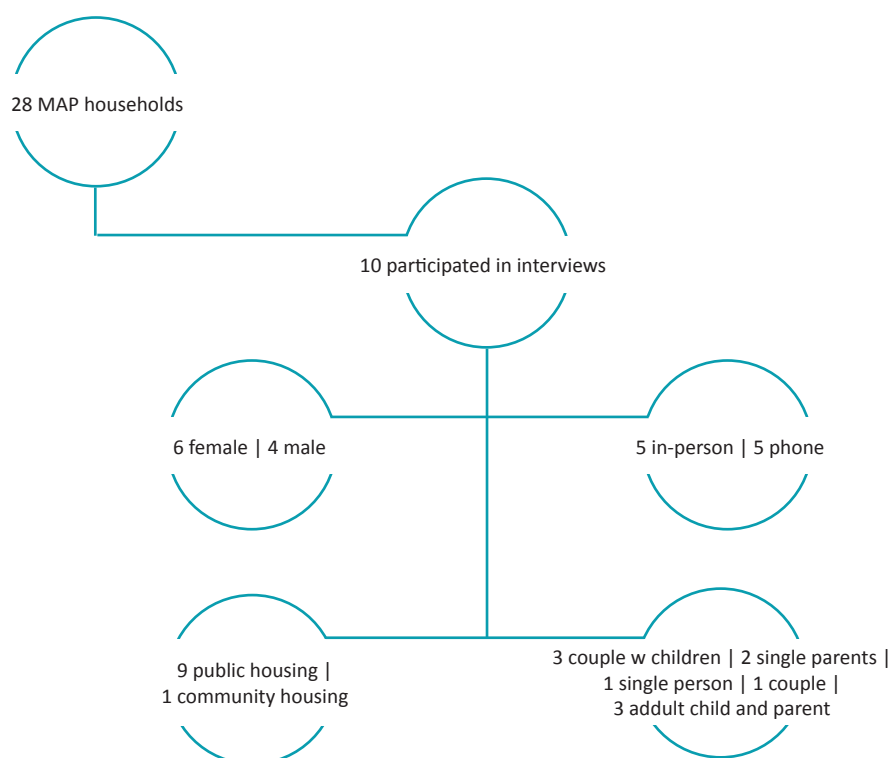 28 MAP households
10 participated in interviews
6 female | 4 male
5 in-person | 5 phone
9 public housing |
1 community housing
3 couple w children | 2 single parents |
1 single person | 1 couple |
3 addult child and parent